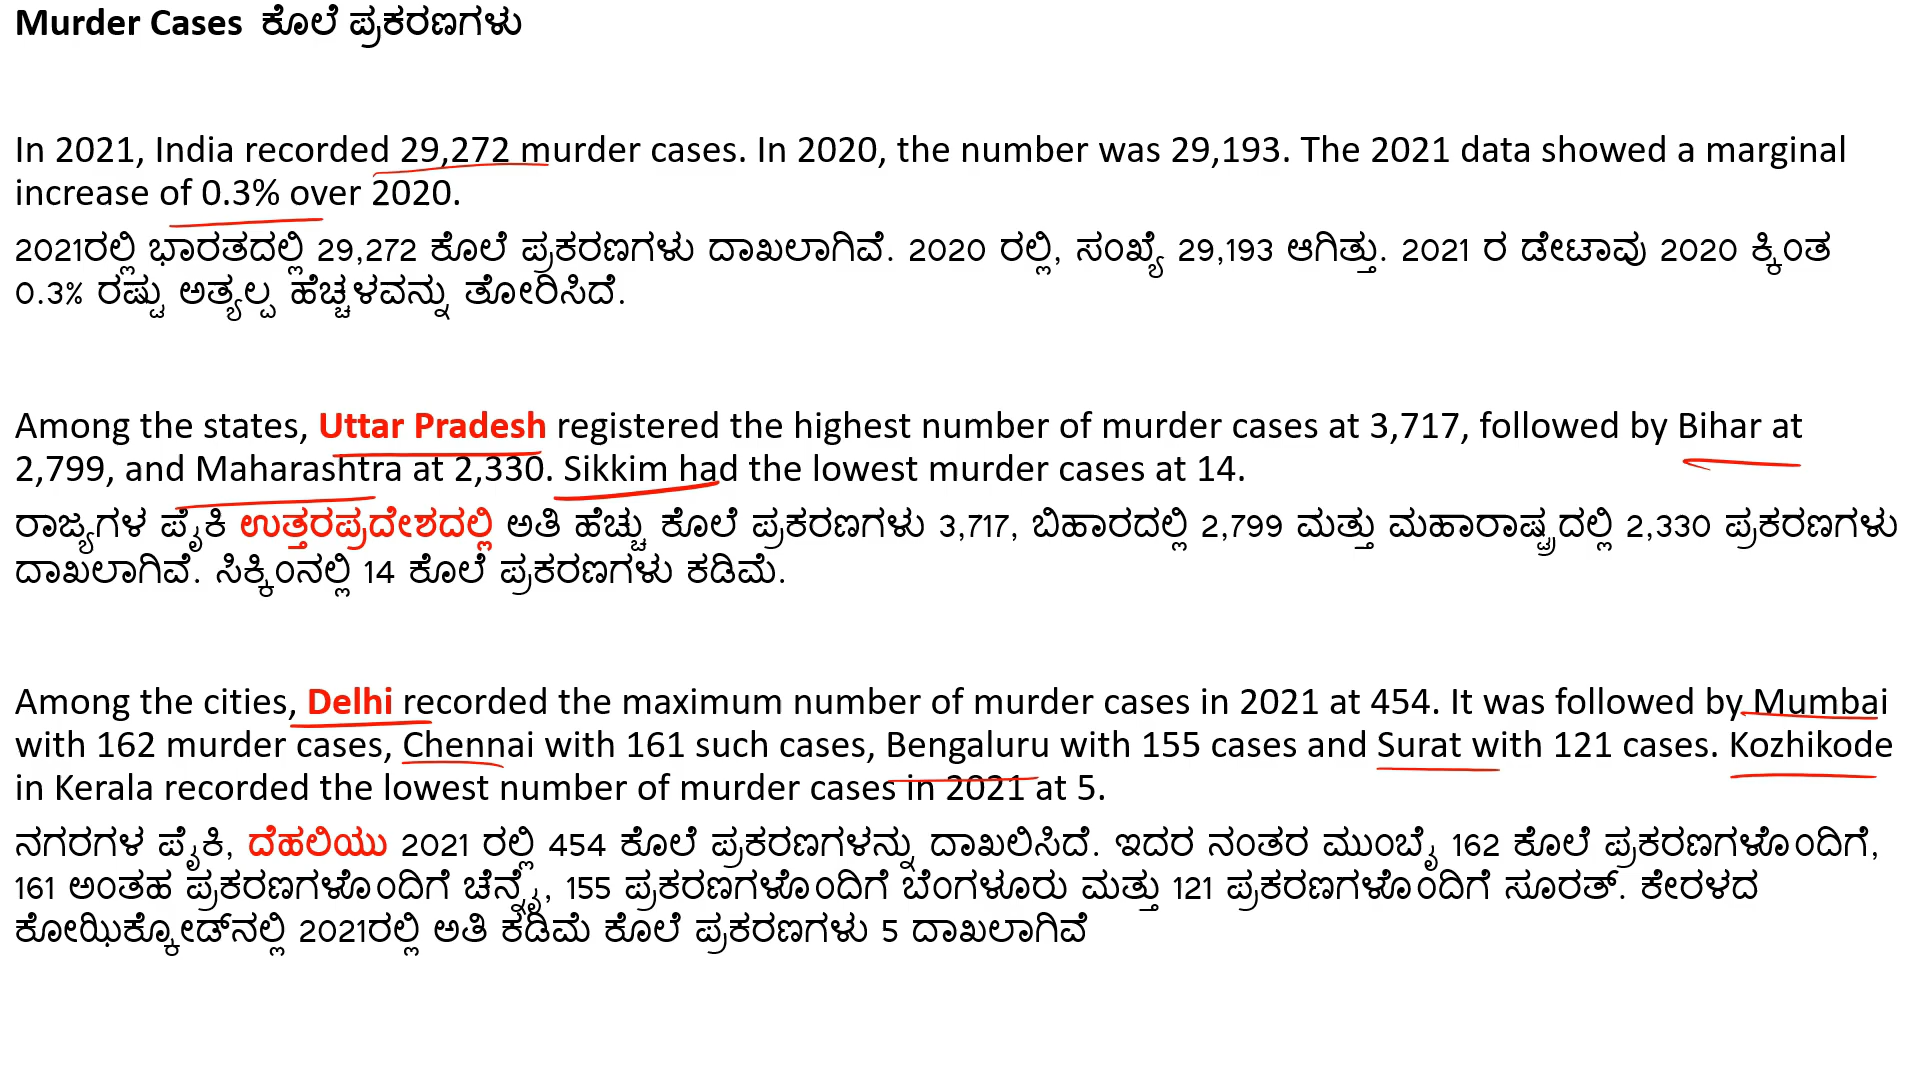 Murder Cases ಕೊಲೆ ಪ್ರಕರಣಗಳು
In 2021, India recorded 29,272 murder cases. In 2020, the number was 29,193. The 2021 data showed a marginal
increase of 0.3% over 2020.
2021ರಲ್ಲಿ ಭಾರತದಲ್ಲಿ 29,272 ಕೊಲೆ ಪ್ರಕರಣಗಳು ದಾಖಲಾಗಿವೆ. 2020 ರಲ್ಲಿ, ಸಂಖ್ಯೆ 29,193 ಆಗಿತ್ತು. 2021 ರ ಡೇಟಾವು 2020 ಕ್ಕಿಂತ
0.3% ರಷ್ಟು ಅತ್ಯಲ್ಪ ಹೆಚ್ಚಳವನ್ನು ತೋರಿಸಿದೆ.
Among the states, Uttar Pradesh registered the highest number of murder cases at 3,717, followed by Bihar at
2,799, and Maharashtra at 2,330. Sikkim had the lowest murder cases at 14.
ರಾಜ್ಯಗಳ ಪೈಕಿ ಉತ್ತರಪ್ರದೇಶದಲ್ಲಿ ಅತಿ ಹೆಚ್ಚು ಕೊಲೆ ಪ್ರಕರಣಗಳು 3,717, ಬಿಹಾರದಲ್ಲಿ 2,799 ಮತ್ತು ಮಹಾರಾಷ್ಟ್ರದಲ್ಲಿ 2,330 ಪ್ರಕರಣಗಳು
ದಾಖಲಾಗಿವೆ. ಸಿಕ್ಕಿಂನಲ್ಲಿ 14 ಕೊಲೆ ಪ್ರಕರಣಗಳು ಕಡಿಮೆ.
Among the cities, Delhi recorded the maximum number of murder cases in 2021 at 454. It was followed by Mumbai
with 162 murder cases, Chennai with 161 such cases, Bengaluru with 155 cases and Surat with 121 cases. Kozhikode
in Kerala recorded the lowest number of murder cases in 2021 at 5.
ನಗರಗಳ ಪೈಕಿ, ದೆಹಲಿಯು 2021 ರಲ್ಲಿ 454 ಕೊಲೆ ಪ್ರಕರಣಗಳನ್ನು ದಾಖಲಿಸಿದೆ. ಇದರ ನಂತರ ಮುಂಬೈ 162 ಕೊಲೆ ಪ್ರಕರಣಗಳೊಂದಿಗೆ,
161 ಅಂತಹ ಪ್ರಕರಣಗಳೊಂದಿಗೆ ಚೆನ್ನೈ, 155 ಪ್ರಕರಣಗಳೊಂದಿಗೆ ಬೆಂಗಳೂರು ಮತ್ತು 121 ಪ್ರಕರಣಗಳೊಂದಿಗೆ ಸೂರತ್. ಕೇರಳದ
ಕೋಝಿಕ್ಕೋಡ್‌ನಲ್ಲಿ 2021ರಲ್ಲಿ ಅತಿ ಕಡಿಮೆ ಕೊಲೆ ಪ್ರಕರಣಗಳು 5 ದಾಖಲಾಗಿವೆ